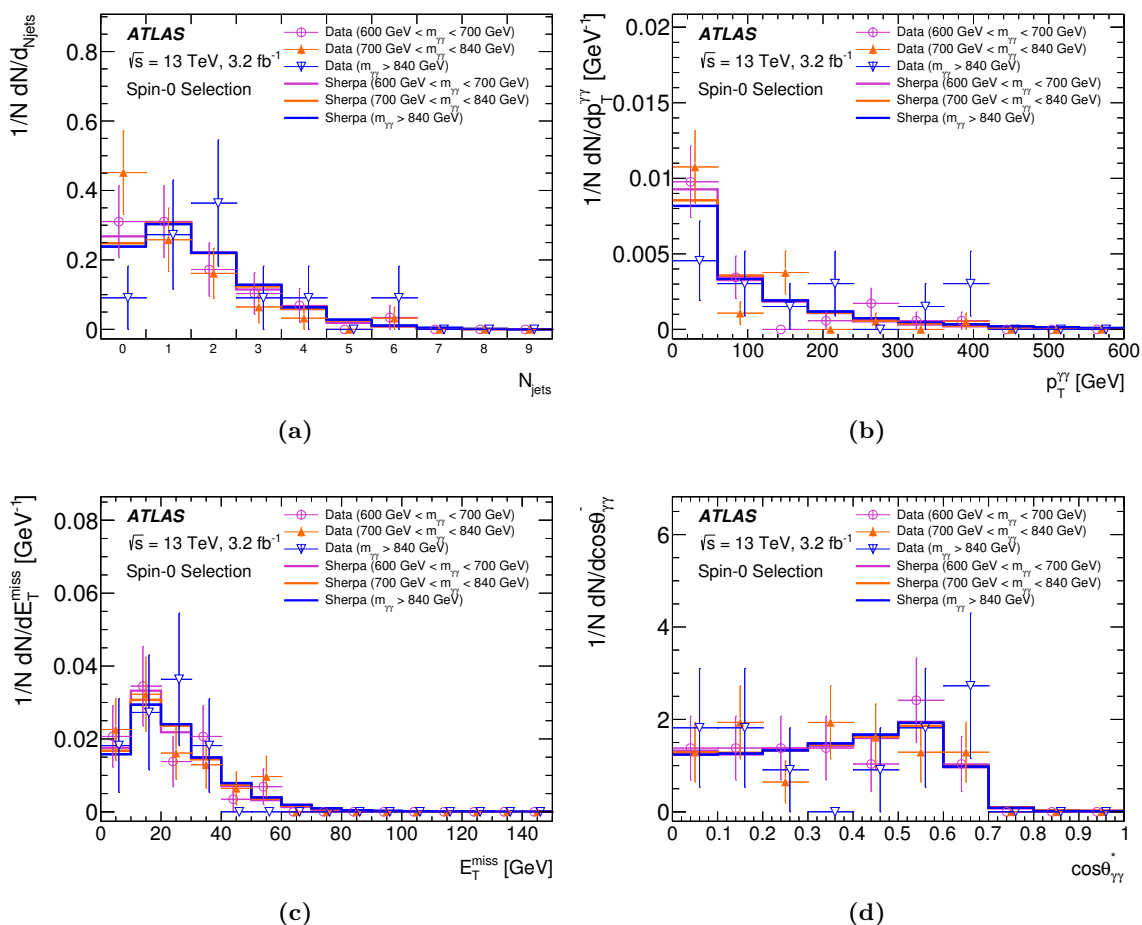 ATLAS
√s = 13 TeV, 3.2 fb⁻¹
Spin-0 Selection
Data (600 GeV < m_γγ < 700 GeV)
Data (700 GeV < m_γγ < 840 GeV)
Data (m_γγ > 840 GeV)
Sherpa (600 GeV < m_γγ < 700 GeV)
Sherpa (700 GeV < m_γγ < 840 GeV)
Sherpa (m_γγ > 840 GeV)
1/N dN/d_Njets
0.8
0.6
0.4
0.2
0
0 1 2 3 4 5 6 7 8 9
N_jets
(a)
ATLAS
√s = 13 TeV, 3.2 fb⁻¹
Spin-0 Selection
Data (600 GeV < m_γγ < 700 GeV)
Data (700 GeV < m_γγ < 840 GeV)
Data (m_γγ > 840 GeV)
Sherpa (600 GeV < m_γγ < 700 GeV)
Sherpa (700 GeV < m_γγ < 840 GeV)
Sherpa (m_γγ > 840 GeV)
1/N dN/dp_T^γγ [GeV⁻¹]
0.02
0.015
0.01
0.005
0
0 100 200 300 400 500 600
p_T^γγ [GeV]
(b)
ATLAS
√s = 13 TeV, 3.2 fb⁻¹
Spin-0 Selection
Data (600 GeV < m_γγ < 700 GeV)
Data (700 GeV < m_γγ < 840 GeV)
Data (m_γγ > 840 GeV)
Sherpa (600 GeV < m_γγ < 700 GeV)
Sherpa (700 GeV < m_γγ < 840 GeV)
Sherpa (m_γγ > 840 GeV)
1/N dN/dE_T^miss [GeV⁻¹]
0.08
0.06
0.04
0.02
0
0 20 40 60 80 100 120 140
E_T^miss [GeV]
(c)
ATLAS
√s = 13 TeV, 3.2 fb⁻¹
Spin-0 Selection
Data (600 GeV < m_γγ < 700 GeV)
Data (700 GeV < m_γγ < 840 GeV)
Data (m_γγ > 840 GeV)
Sherpa (600 GeV < m_γγ < 700 GeV)
Sherpa (700 GeV < m_γγ < 840 GeV)
Sherpa (m_γγ > 840 GeV)
1/N dN/dcosθ*_γγ
6
4
2
0
0 0.1 0.2 0.3 0.4 0.5 0.6 0.7 0.8 0.9 1
cosθ*_γγ
(d)